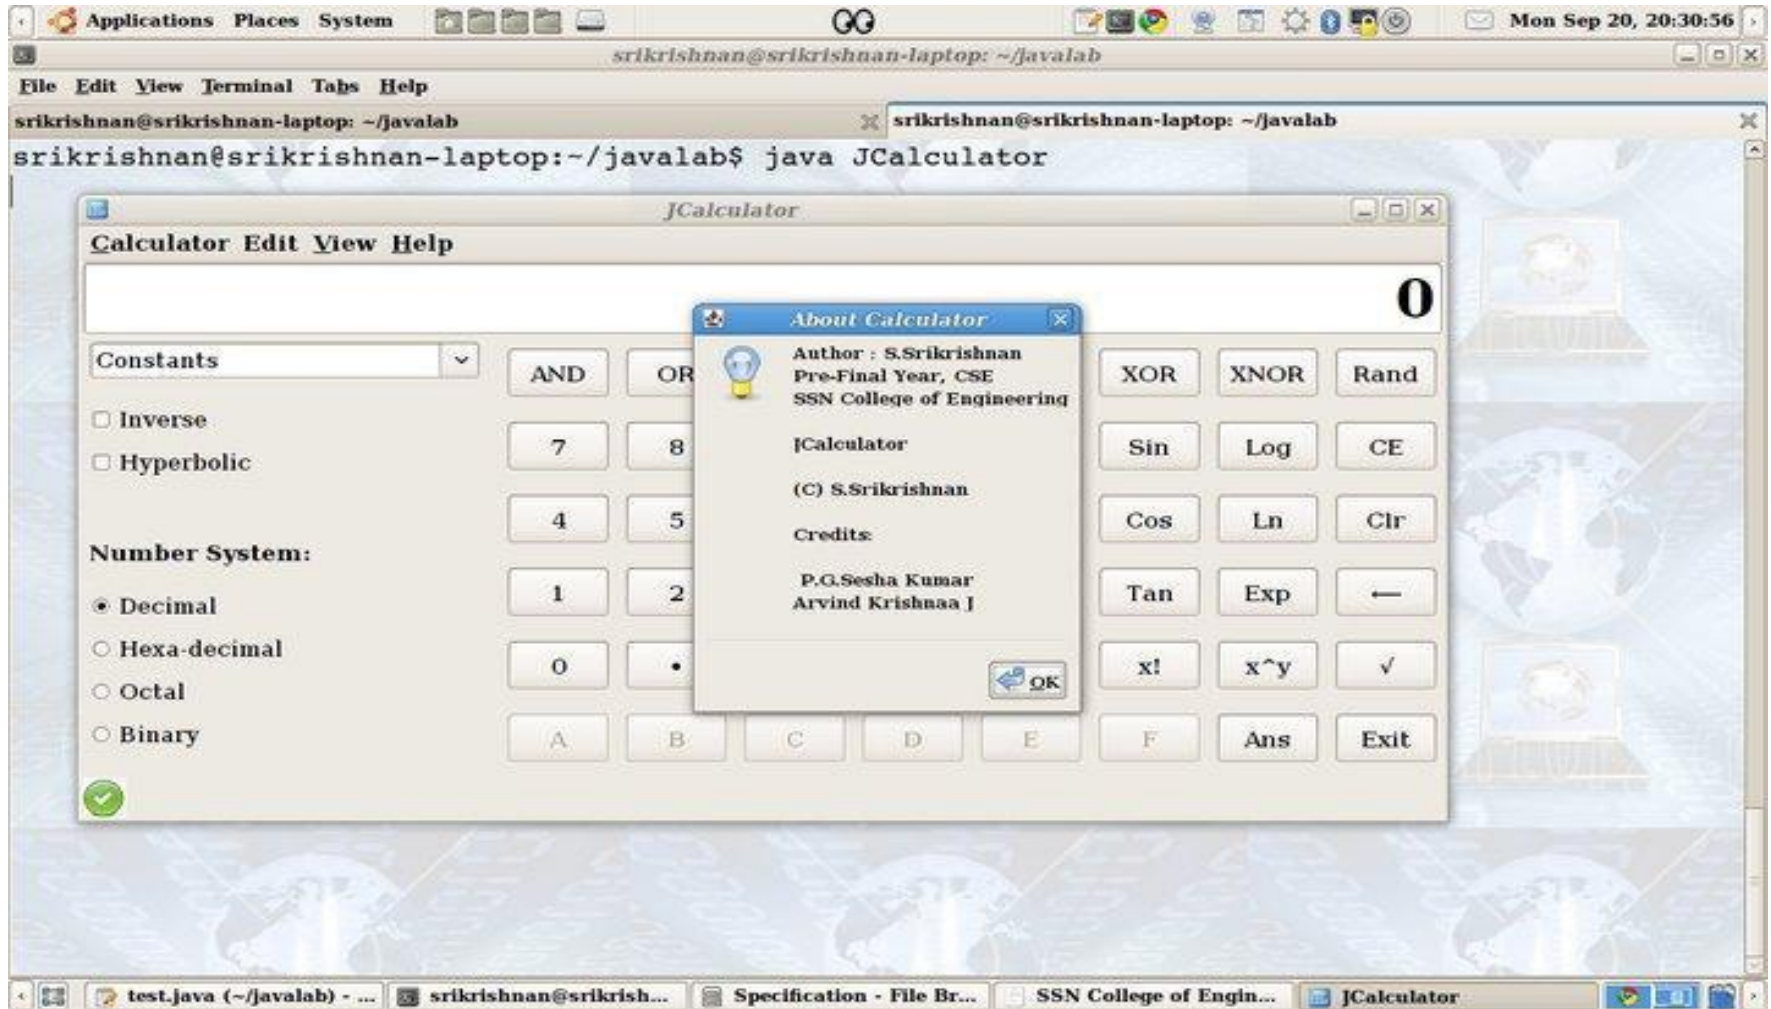 Applications Places System
Mon Sep 20, 20:30:56
srikrishnan@srikrishnan-laptop: ~/javalab
File Edit View Terminal Tabs Help
srikrishnan@srikrishnan-laptop: ~/javalab
srikrishnan@srikrishnan-laptop: ~/javalab
srikrishnan@srikrishnan-laptop:~/javalab$ java JCalculator
JCalculator
Calculator Edit View Help
0
About Calculator
Author : S.Srikrishnan
Pre-Final Year, CSE
SSN College of Engineering
JCalculator
(C) S.Srikrishnan
Credits:
P.G.Sesha Kumar
Arvind Krishnaa J
OK
Constants
Inverse
Hyperbolic
Number System:
Decimal
Hexa-decimal
Octal
Binary
AND OR XOR XNOR Rand
7 8 Sin Log CE
4 5 Cos Ln Clr
1 2 Tan Exp ←
0 • x! x^y √
A B C D E F Ans Exit
test.java (~/javalab) - ...
srikrishnan@srikrish...
Specification - File Br...
SSN College of Engin...
JCalculator